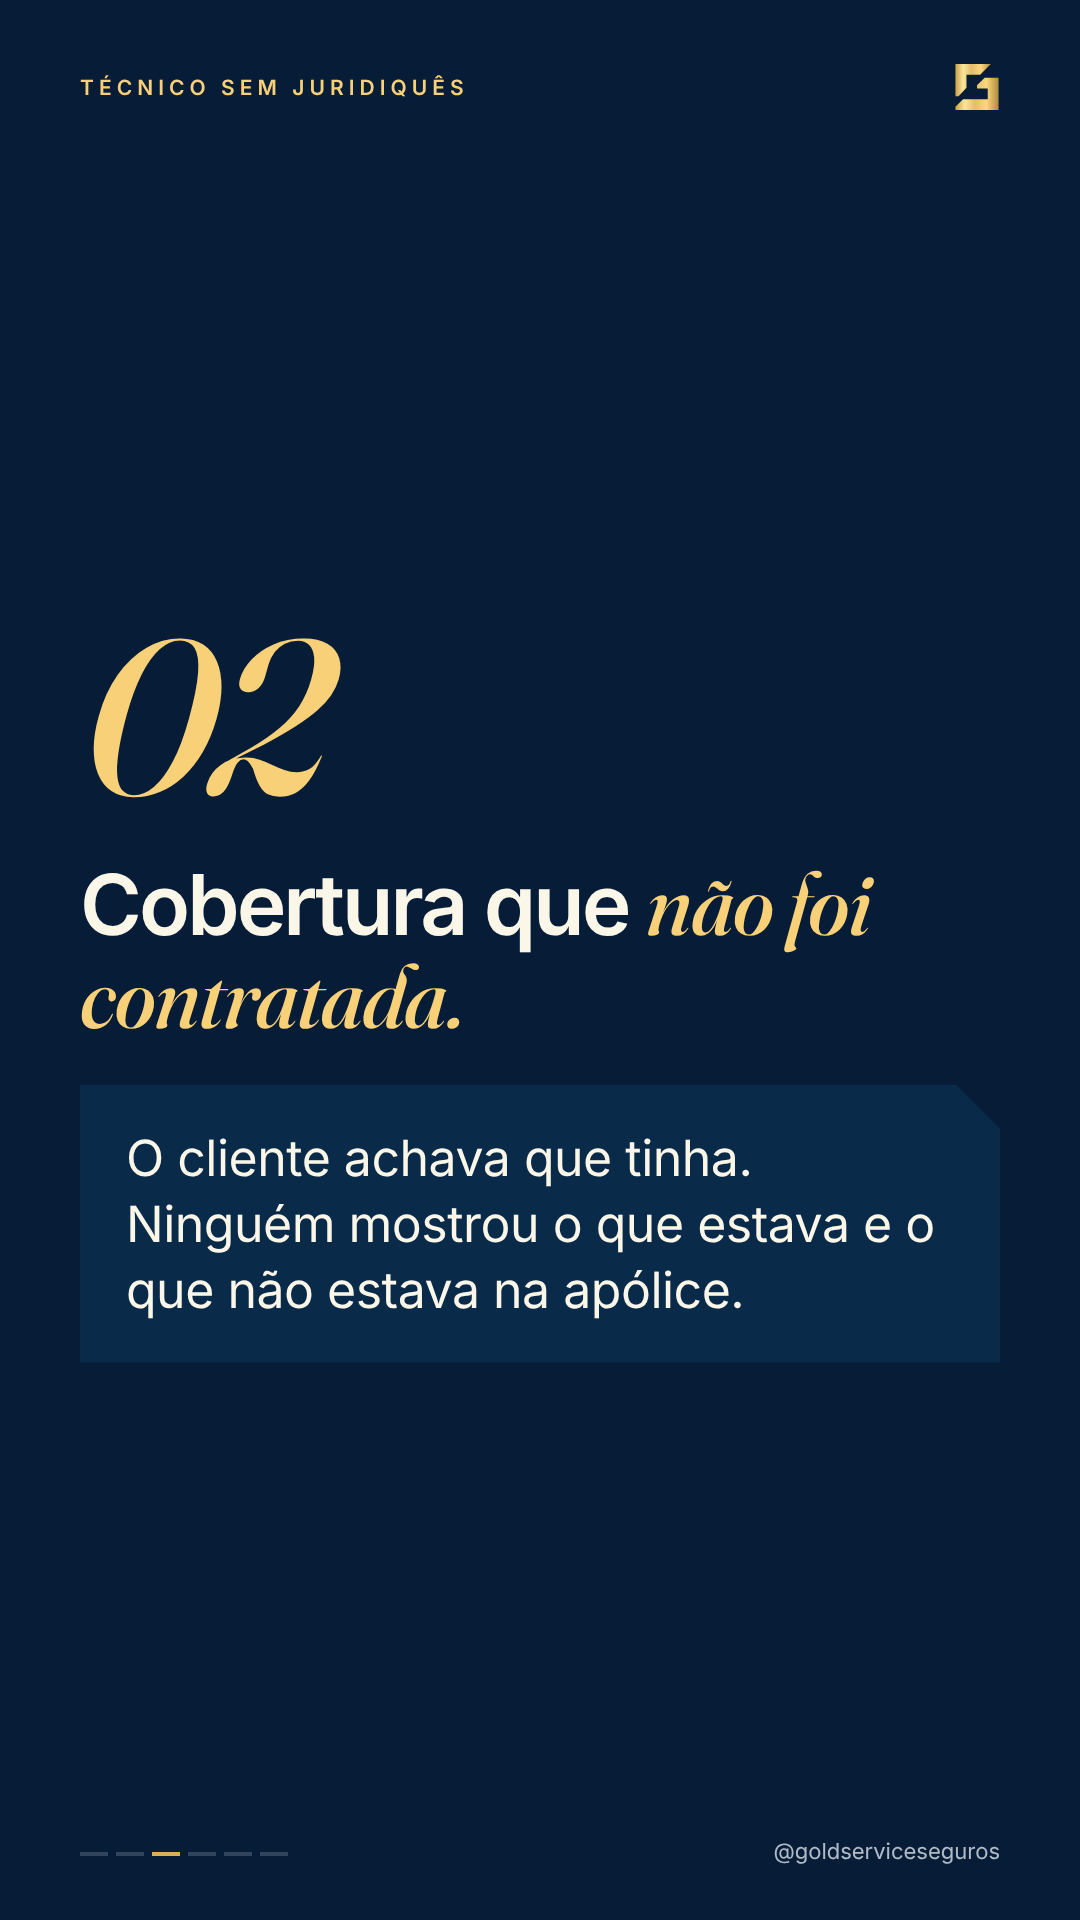 TÉCNICO SEM JURIDIQUÊS
02
Cobertura que não foi
contratada.
O cliente achava que tinha.
Ninguém mostrou o que estava e o
que não estava na apólice.
@goldserviceseguros